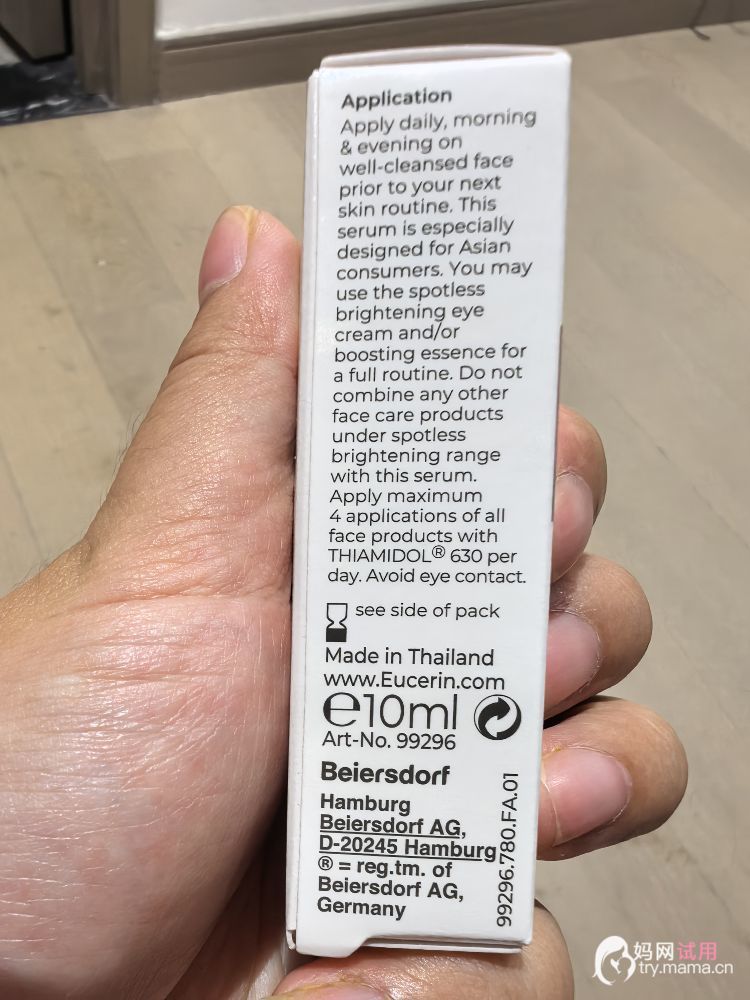 Application
Apply daily, morning
& evening on
well-cleansed face
prior to your next
skin routine. This
serum is especially
designed for Asian
consumers. You may
use the spotless
brightening eye
cream and/or
boosting essence for
a full routine. Do not
combine any other
face care products
under spotless
brightening range
with this serum.
Apply maximum
4 applications of all
face products with
THIAMIDOL® 630 per
day. Avoid eye contact.
see side of pack
Made in Thailand
www.Eucerin.com
℮10ml
Art-No. 99296
Beiersdorf
Hamburg
Beiersdorf AG,
D-20245 Hamburg
® = reg.tm. of
Beiersdorf AG,
Germany
99296.780.FA.01
妈网试用
try.mama.cn